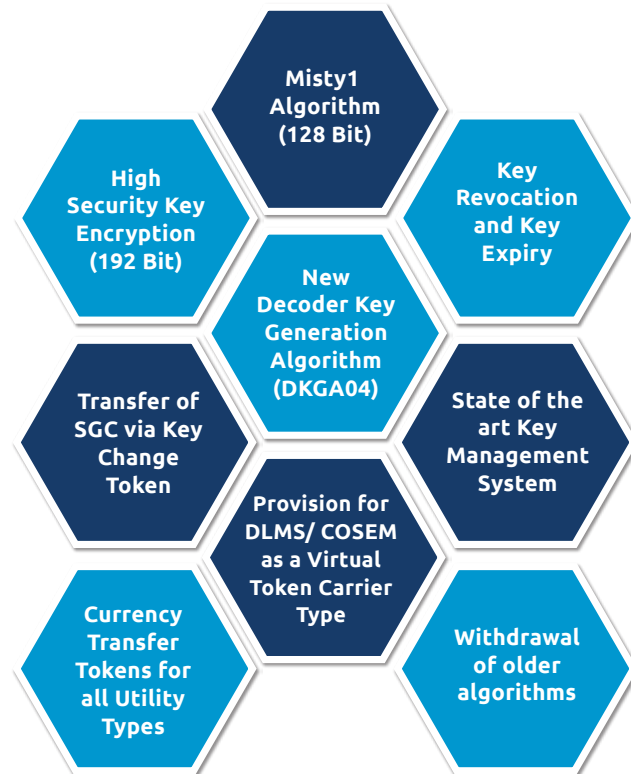 Misty1
Algorithm
(128 Bit)
High
Security Key
Encryption
(192 Bit)
Key
Revocation
and Key
Expiry
New
Decoder Key
Generation
Algorithm
(DKGA04)
Transfer of
SGC via Key
Change
Token
State of the
art Key
Management
System
Provision for
DLMS/ COSEM
as a Virtual
Token Carrier
Type
Currency
Transfer
Tokens for
all Utility
Types
Withdrawal
of older
algorithms